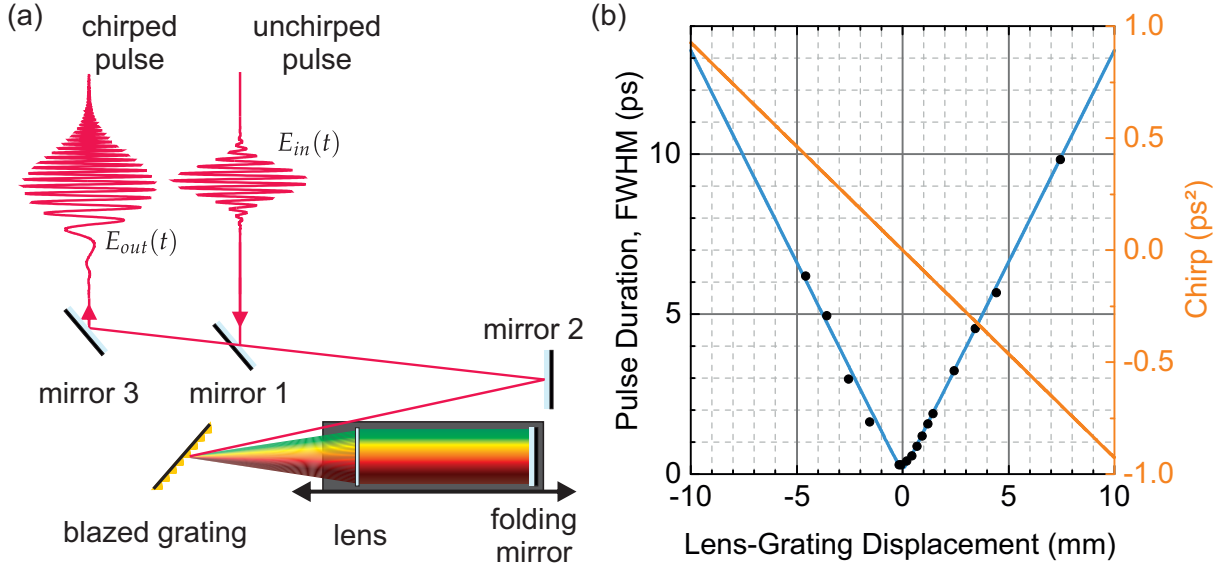 (a)
chirped
pulse
unchirped
pulse
E_in(t)
E_out(t)
mirror 3
mirror 1
mirror 2
blazed grating
lens
folding
mirror
(b)
Pulse Duration, FWHM (ps)
10
5
0
-10
-5
0
5
10
Lens-Grating Displacement (mm)
1.0
0.5
0.0
-0.5
-1.0
Chirp (ps²)